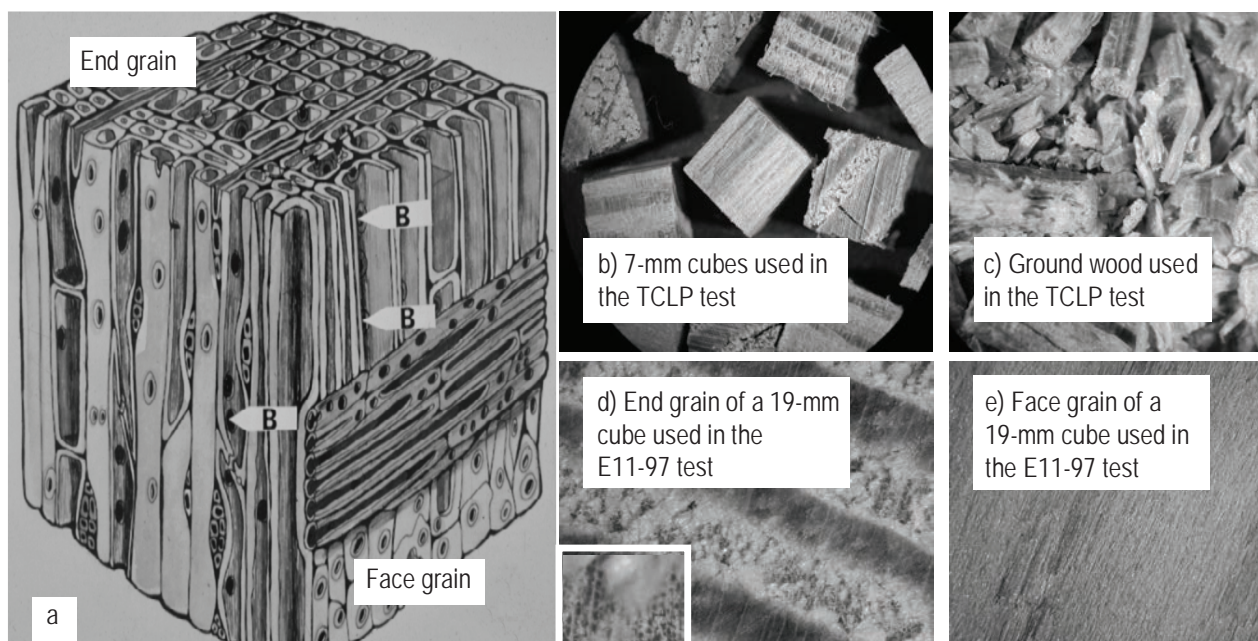 End grain
B
B
B
Face grain
a
b) 7-mm cubes used in
the TCLP test
c) Ground wood used
in the TCLP test
d) End grain of a 19-mm
cube used in the
E11-97 test
e) Face grain of a
19-mm cube used in
the E11-97 test